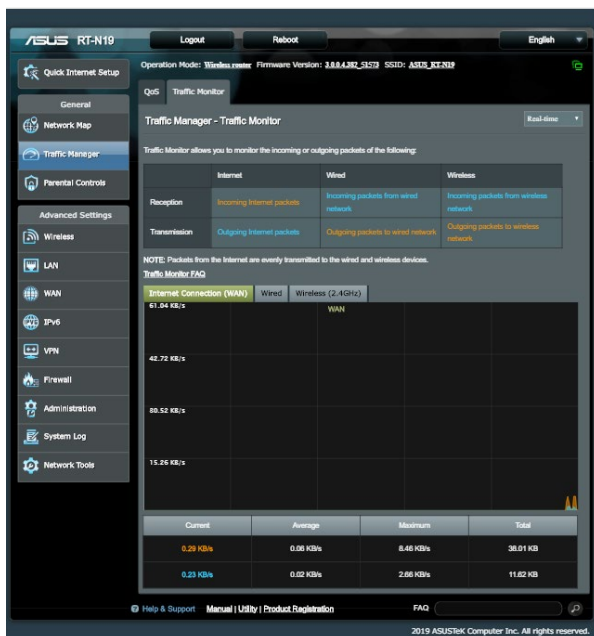 ASUS RT-N19
Logout
Reboot
English
Quick Internet Setup
Operation Mode: Wireless router Firmware Version: 3.0.0.4.382_51573 SSID: ASUS_RT-N19
General
Network Map
Traffic Manager
Parental Controls
Advanced Settings
Wireless
LAN
WAN
IPv6
VPN
Firewall
Administration
System Log
Network Tools
QoS Traffic Monitor
Traffic Manager - Traffic Monitor
Real-time
Traffic Monitor allows you to monitor the incoming or outgoing packets of the following:
Internet Wired Wireless
Reception
Incoming Internet packets
Incoming packets from wired
network
Incoming packets from wireless
network
Transmission
Outgoing Internet packets
Outgoing packets to wired network
Outgoing packets to wireless
network
NOTE: Packets from the Internet are evenly transmitted to the wired and wireless devices.
Traffic Monitor FAQ
Internet Connection (WAN) Wired Wireless (2.4GHz)
61.04 KB/s
WAN
42.72 KB/s
80.52 KB/s
15.26 KB/s
Current Average Maximum Total
0.29 KB/s 0.06 KB/s 8.46 KB/s 38.01 KB
0.23 KB/s 0.02 KB/s 2.66 KB/s 11.62 KB
Help & Support Manual | Utility | Product Registration FAQ
2019 ASUSTeK Computer Inc. All rights reserved.